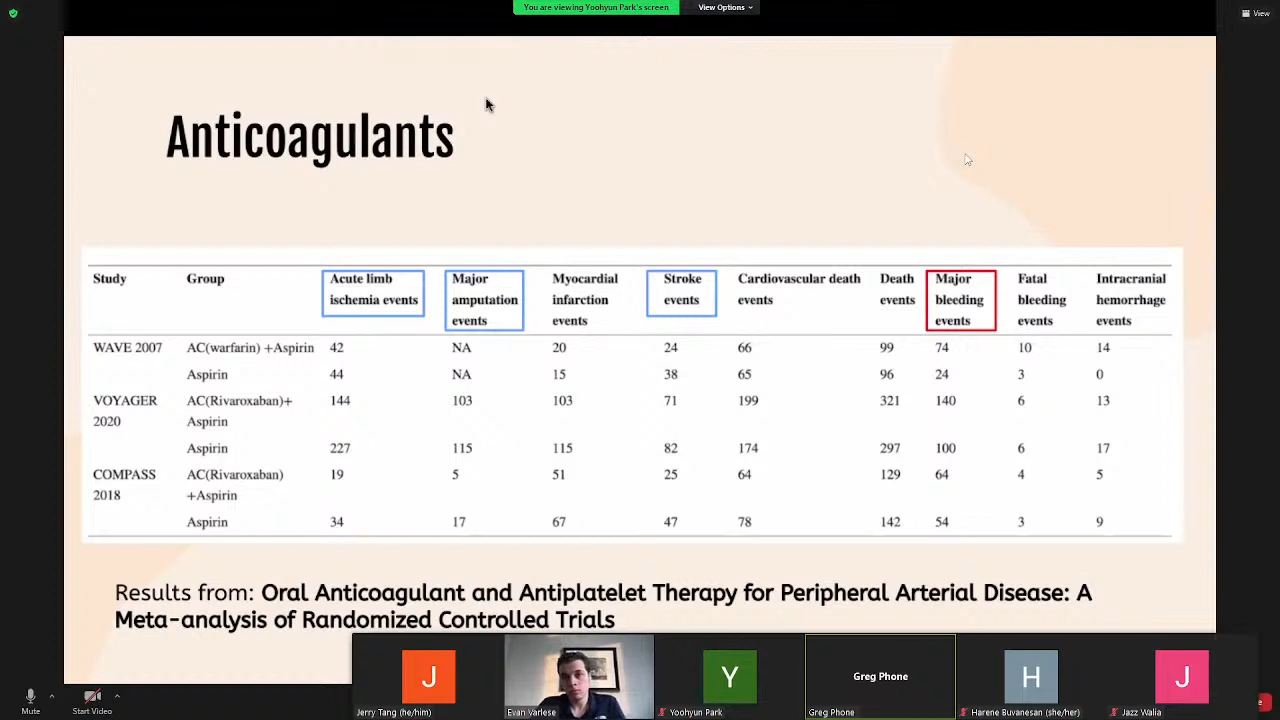 You are viewing Yoohyun Park's screen View Options
View
Anticoagulants
Study Group Acute limb ischemia events Major amputation events Myocardial infarction events Stroke events Cardiovascular death events Death events Major bleeding events Fatal bleeding events Intracranial hemorrhage events
WAVE 2007 AC(warfarin) +Aspirin 42 NA 20 24 66 99 74 10 14
Aspirin 44 NA 15 38 65 96 24 3 0
VOYAGER 2020 AC(Rivaroxaban)+ Aspirin 144 103 103 71 199 321 140 6 13
Aspirin 227 115 115 82 174 297 100 6 17
COMPASS 2018 AC(Rivaroxaban) +Aspirin 19 5 51 25 64 129 64 4 5
Aspirin 34 17 67 47 78 142 54 3 9
Results from: Oral Anticoagulant and Antiplatelet Therapy for Peripheral Arterial Disease: A
Meta-analysis of Randomized Controlled Trials
J Y Greg Phone H J
Mute Start Video Jerry Tang (he/him) Evan Varlese Yoohyun Park Greg Phone Harene Buvanesan (she/her) Jazz Walia